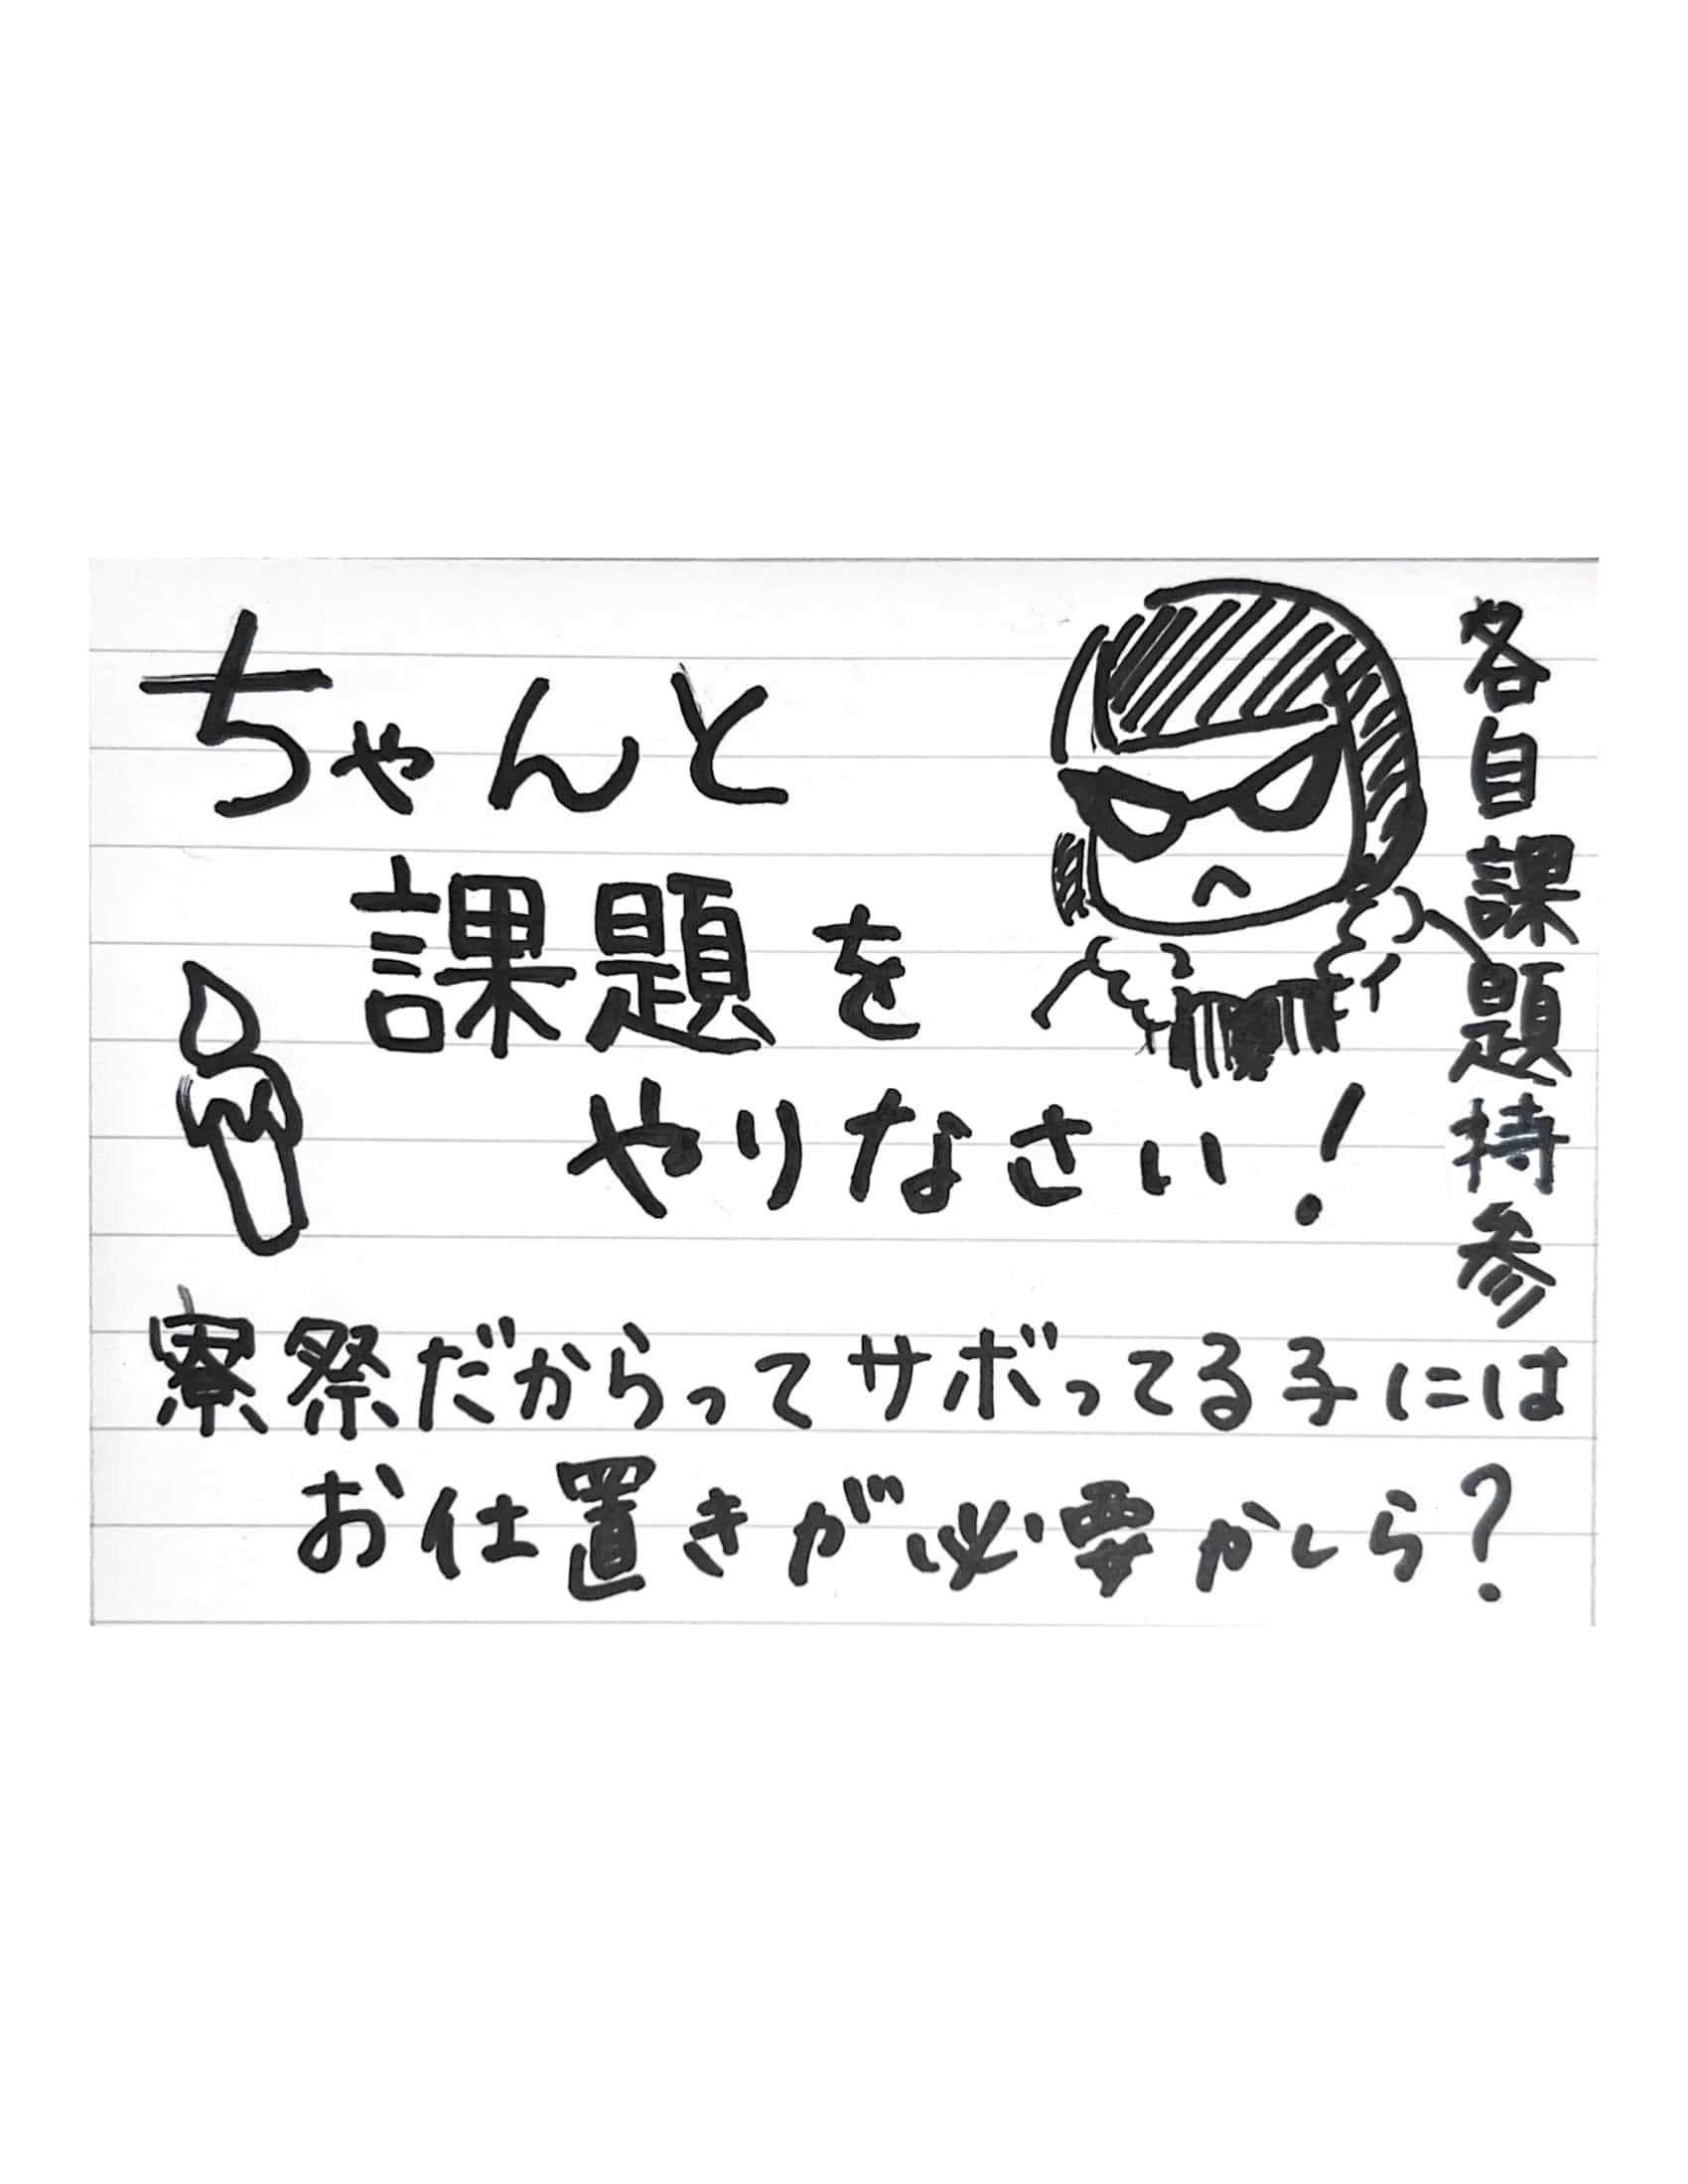 ちゃんと
課題を
やりなさい!
各自課題持参
寮祭だからってサボってる子には
お仕置きが必要かしら?